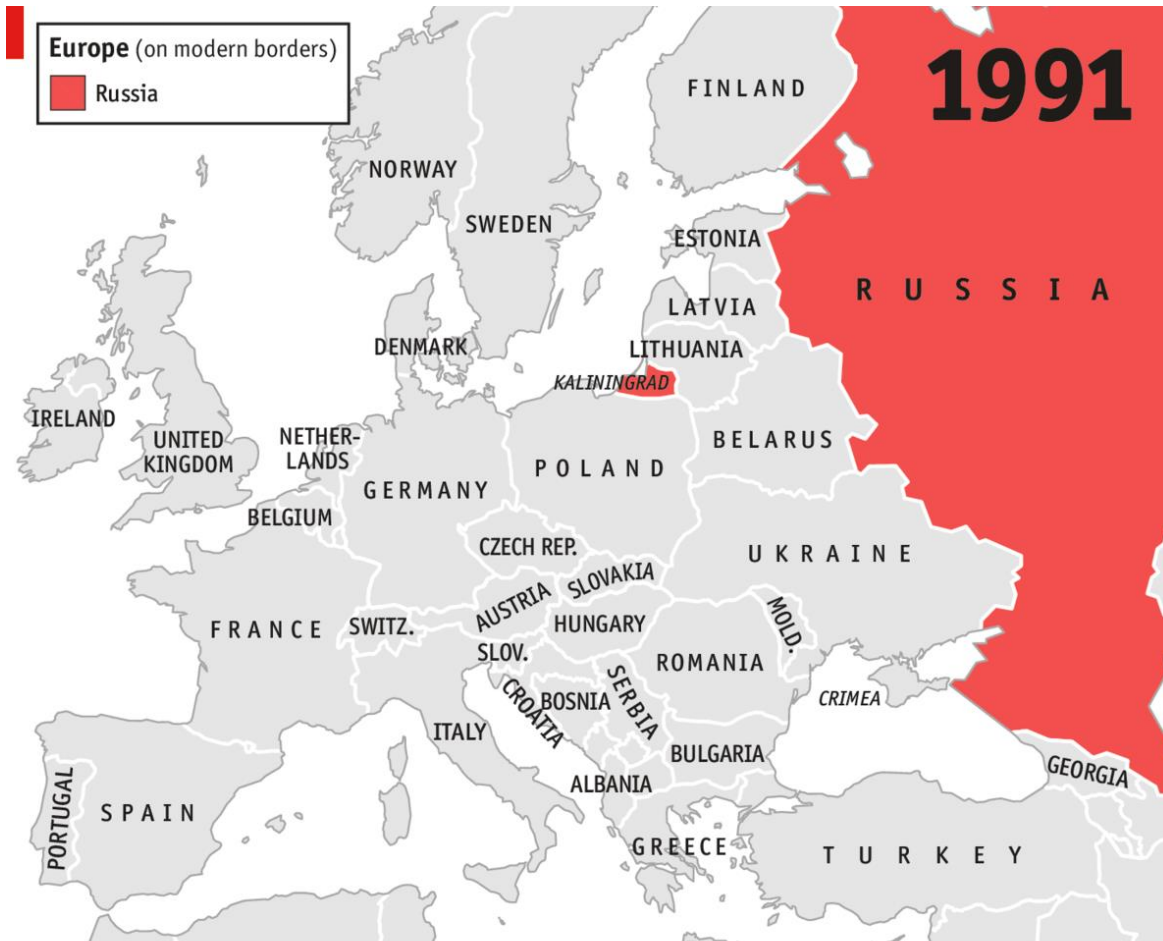 Europe (on modern borders)
Russia
1991
FINLAND
NORWAY
SWEDEN
ESTONIA
RUSSIA
LATVIA
DENMARK
LITHUANIA
KALININGRAD
IRELAND
UNITED
KINGDOM
NETHER-
LANDS
BELARUS
POLAND
GERMANY
BELGIUM
CZECH REP.
UKRAINE
SLOVAKIA
AUSTRIA
FRANCE
SWITZ.
HUNGARY
MOLD.
SLOV.
ROMANIA
CROATIA
BOSNIA
SERBIA
CRIMEA
ITALY
BULGARIA
GEORGIA
ALBANIA
PORTUGAL
SPAIN
GREECE
TURKEY